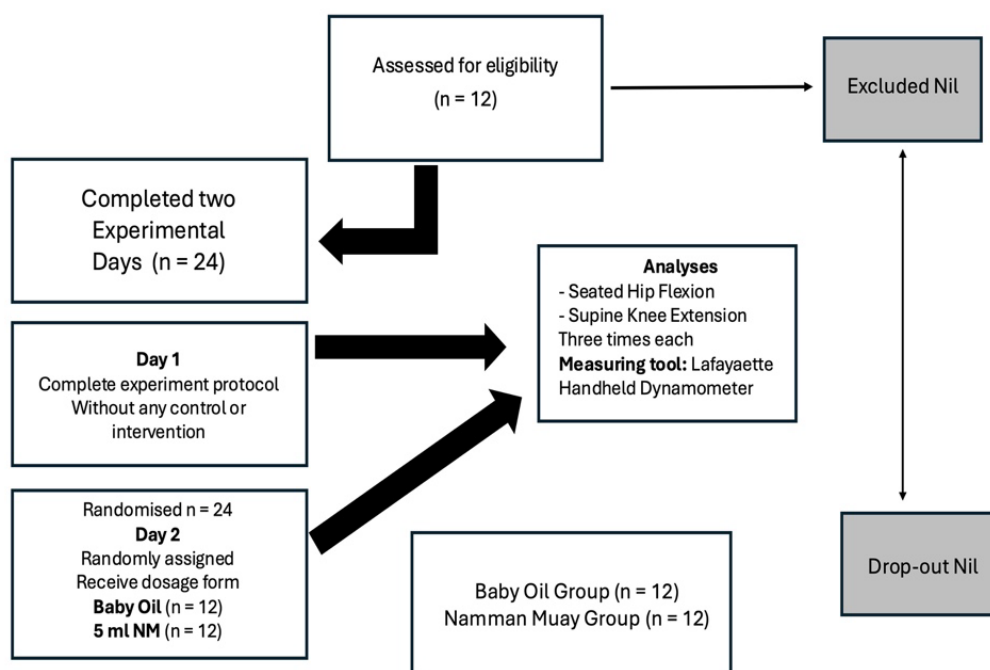 Assessed for eligibility
(n = 12)
Excluded Nil
Completed two
Experimental
Days (n = 24)
Analyses
- Seated Hip Flexion
- Supine Knee Extension
Three times each
Measuring tool: Lafayaette
Handheld Dynamometer
Day 1
Complete experiment protocol
Without any control or
intervention
Randomised n = 24
Day 2
Randomly assigned
Receive dosage form
Baby Oil (n = 12)
5 ml NM (n = 12)
Baby Oil Group (n = 12)
Namman Muay Group (n = 12)
Drop-out Nil